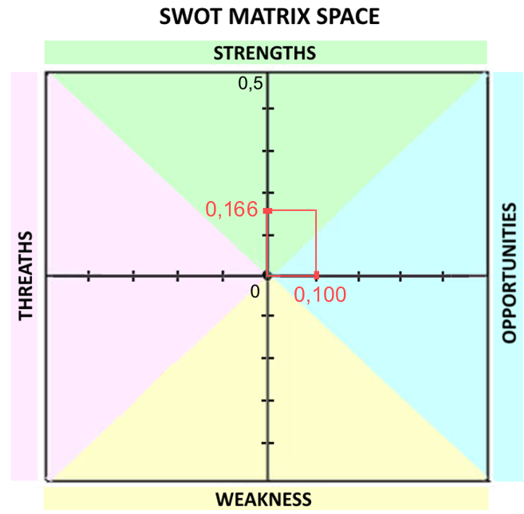 SWOT MATRIX SPACE
STRENGTHS
0,5
0,166
THREATHS
OPPORTUNITIES
0
0,100
WEAKNESS